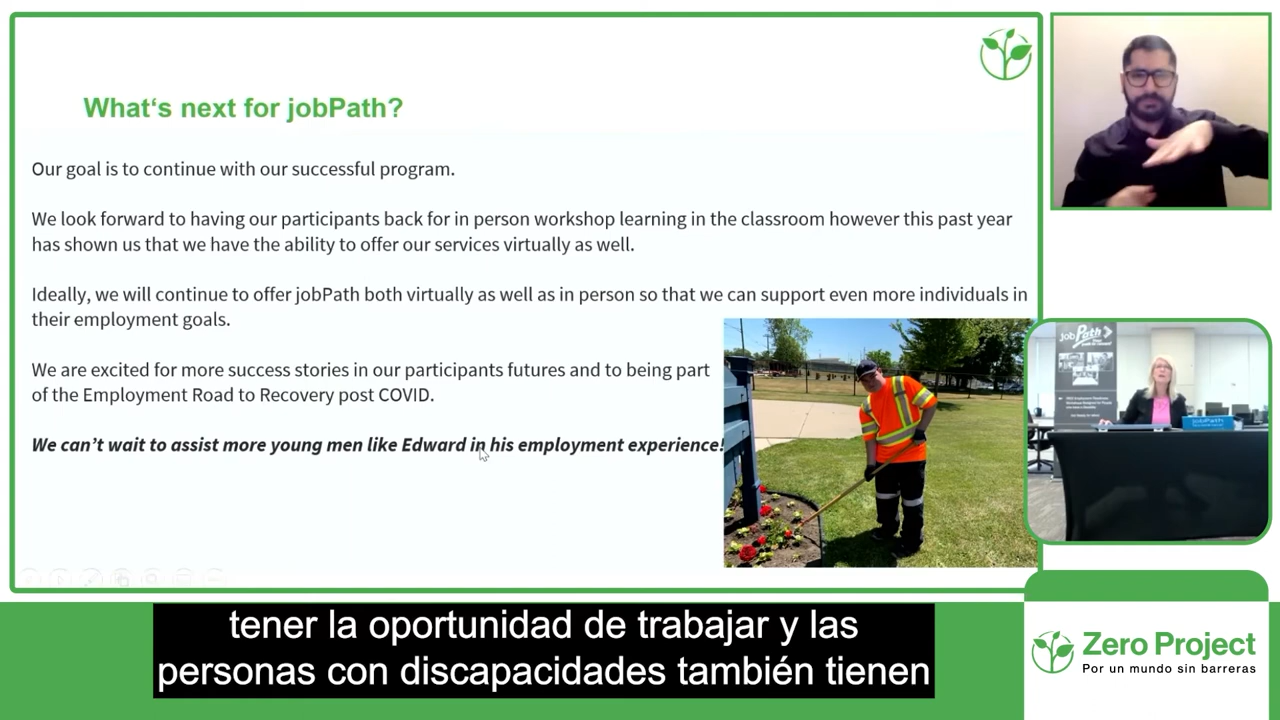 What‘s next for jobPath?
Our goal is to continue with our successful program.
We look forward to having our participants back for in person workshop learning in the classroom however this past year
has shown us that we have the ability to offer our services virtually as well.
Ideally, we will continue to offer jobPath both virtually as well as in person so that we can support even more individuals in
their employment goals.
We are excited for more success stories in our participants futures and to being part
of the Employment Road to Recovery post COVID.
We can’t wait to assist more young men like Edward in his employment experience!
jobPath
jobPath
tener la oportunidad de trabajar y las
personas con discapacidades también tienen
Zero Project
Por un mundo sin barreras